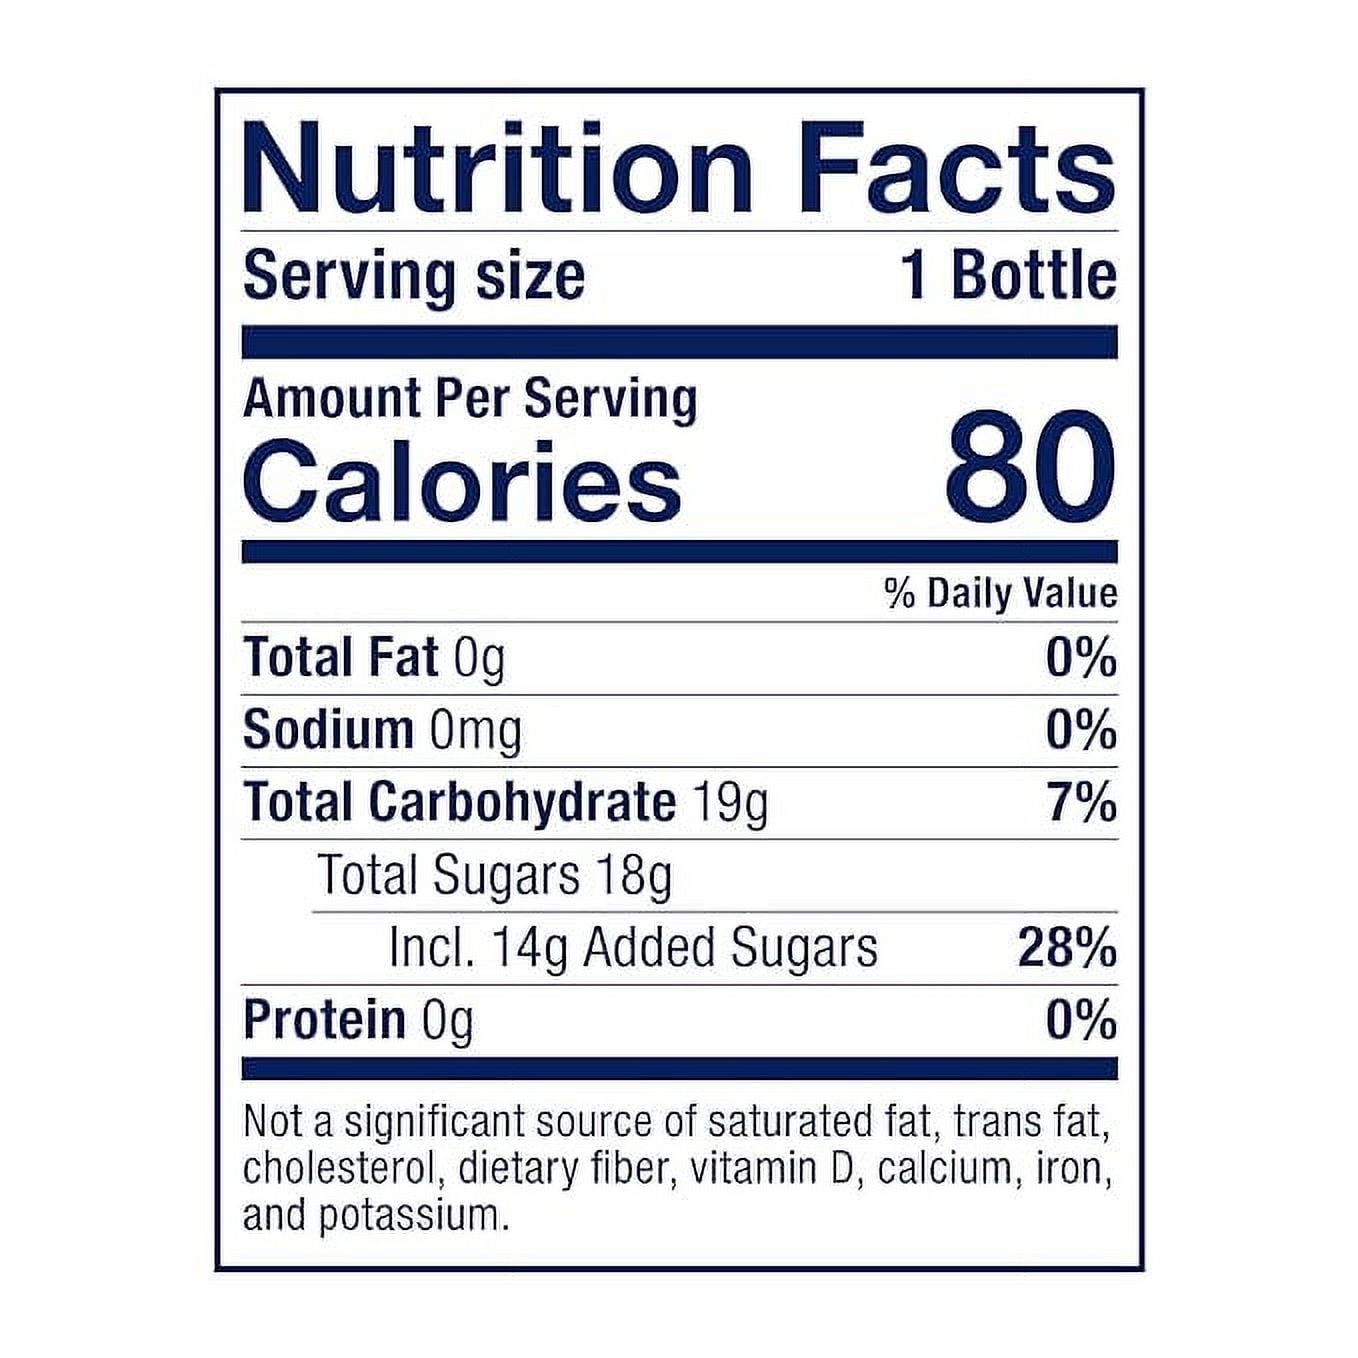 Nutrition Facts
Serving size 1 Bottle
Amount Per Serving
Calories 80
% Daily Value
Total Fat 0g 0%
Sodium 0mg 0%
Total Carbohydrate 19g 7%
Total Sugars 18g
Incl. 14g Added Sugars 28%
Protein 0g 0%
Not a significant source of saturated fat, trans fat,
cholesterol, dietary fiber, vitamin D, calcium, iron,
and potassium.